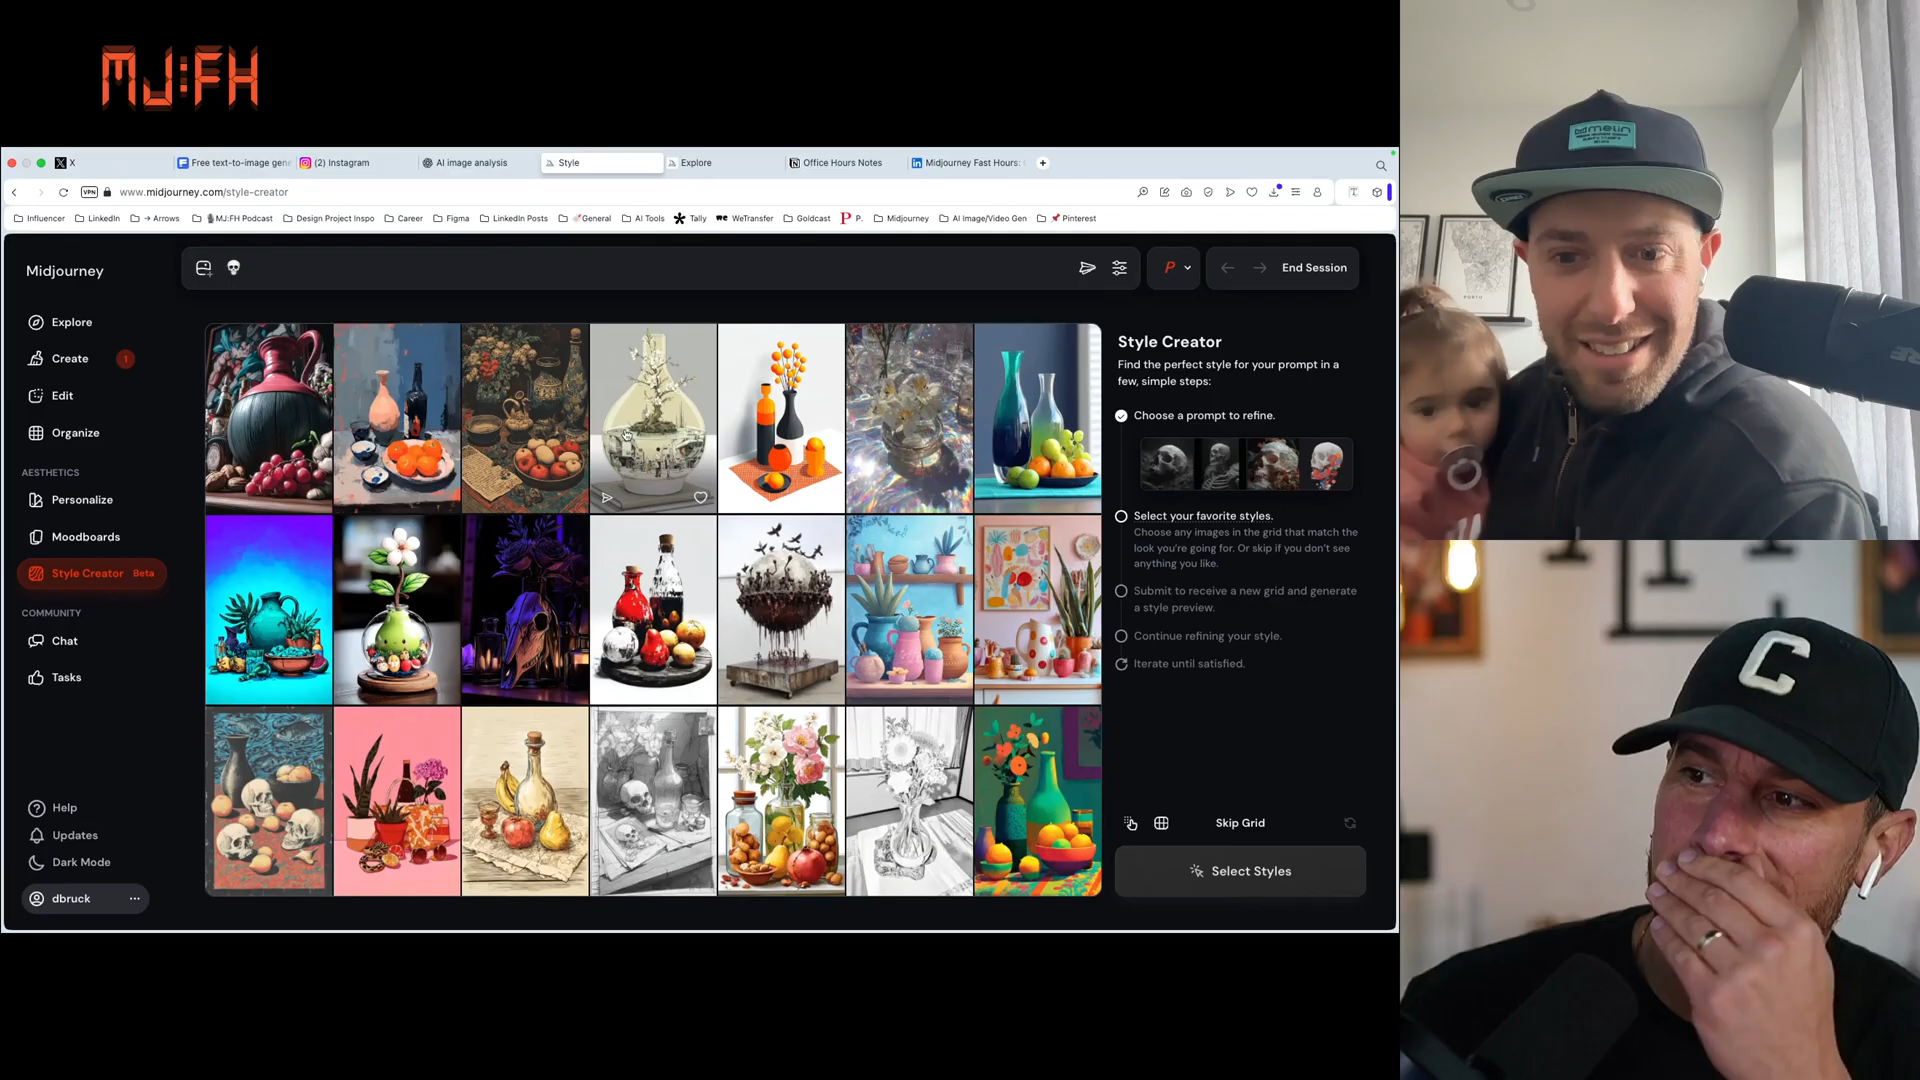 MJ:FH
X
Free text-to-image gene
(2) Instagram
AI image analysis
Style
Explore
Office Hours Notes
Midjourney Fast Hours:
VPN
www.midjourney.com/style-creator
Influencer
LinkedIn
→ Arrows
MJ:FH Podcast
Design Project Inspo
Career
Figma
LinkedIn Posts
General
AI Tools
Tally
WeTransfer
Goldcast
P.
Midjourney
AI Image/Video Gen
Pinterest
Midjourney
P
End Session
Explore
Create
1
Edit
Organize
AESTHETICS
Personalize
Moodboards
Style Creator Beta
COMMUNITY
Chat
Tasks
Help
Updates
Dark Mode
dbruck
Style Creator
Find the perfect style for your prompt in a
few, simple steps:
Choose a prompt to refine.
Select your favorite styles.
Choose any images in the grid that match the
look you're going for. Or skip if you don't see
anything you like.
Submit to receive a new grid and generate
a style preview.
Continue refining your style.
Iterate until satisfied.
Skip Grid
Select Styles
melin
PORTO
C